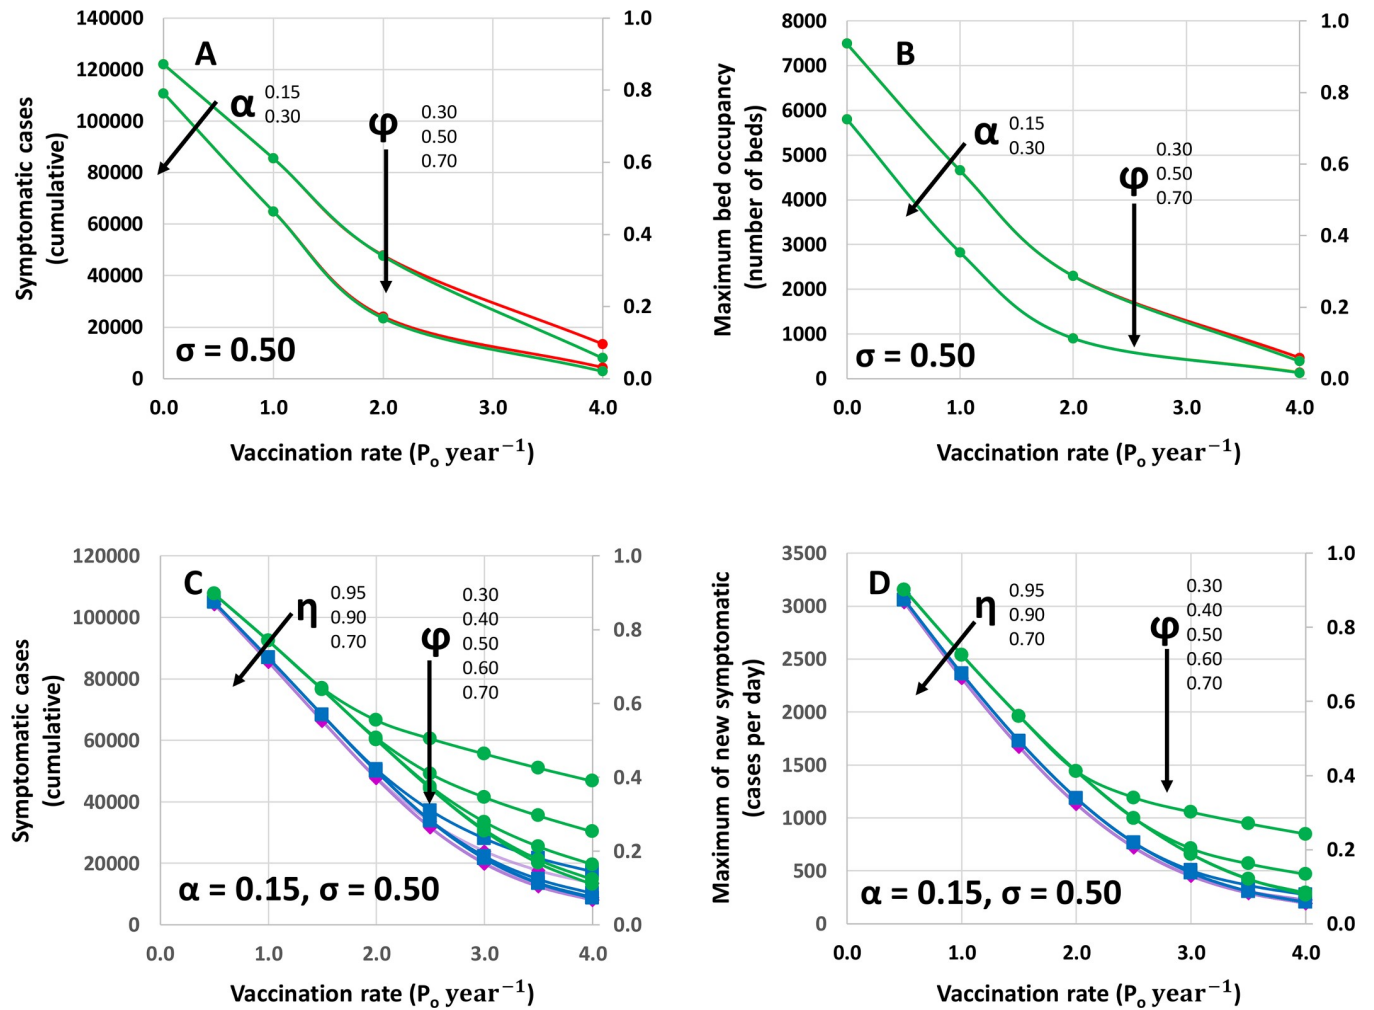 A
Symptomatic cases
(cumulative)
140000
120000
100000
80000
60000
40000
20000
0
1.0
0.8
0.6
0.4
0.2
0.0
α
0.15
0.30
φ
0.30
0.50
0.70
σ = 0.50
0.0 1.0 2.0 3.0 4.0
Vaccination rate (Po year−1)
B
Maximum bed occupancy
(number of beds)
8000
7000
6000
5000
4000
3000
2000
1000
0
1.0
0.8
0.6
0.4
0.2
0.0
α
0.15
0.30
φ
0.30
0.50
0.70
σ = 0.50
0.0 1.0 2.0 3.0 4.0
Vaccination rate (Po year−1)
C
Symptomatic cases
(cumulative)
120000
100000
80000
60000
40000
20000
0
1.0
0.8
0.6
0.4
0.2
0.0
η
0.95
0.90
0.70
φ
0.30
0.40
0.50
0.60
0.70
α = 0.15, σ = 0.50
0.0 1.0 2.0 3.0 4.0
Vaccination rate (Po year−1)
D
Maximum of new symptomatic
(cases per day)
3500
3000
2500
2000
1500
1000
500
0
1.0
0.8
0.6
0.4
0.2
0.0
η
0.95
0.90
0.70
φ
0.30
0.40
0.50
0.60
0.70
α = 0.15, σ = 0.50
0.0 1.0 2.0 3.0 4.0
Vaccination rate (Po year−1)